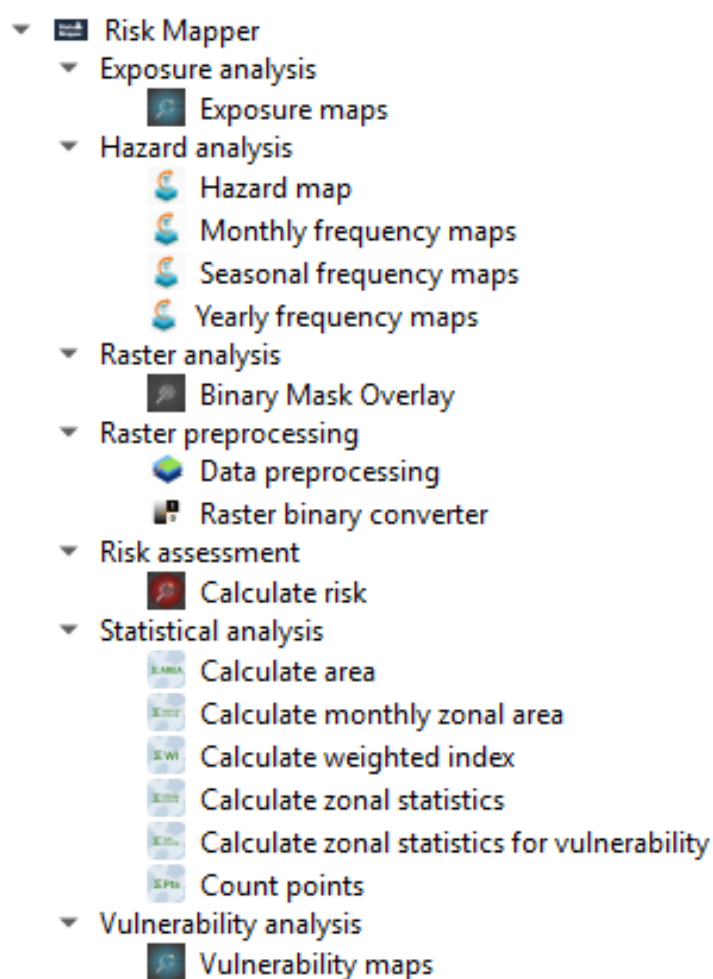 Risk Mapper
Exposure analysis
Exposure maps
Hazard analysis
Hazard map
Monthly frequency maps
Seasonal frequency maps
Yearly frequency maps
Raster analysis
Binary Mask Overlay
Raster preprocessing
Data preprocessing
Raster binary converter
Risk assessment
Calculate risk
Statistical analysis
Σ AREA Calculate area
Calculate monthly zonal area
Σ WI Calculate weighted index
Calculate zonal statistics
Calculate zonal statistics for vulnerability
Σ Pts Count points
Vulnerability analysis
Vulnerability maps